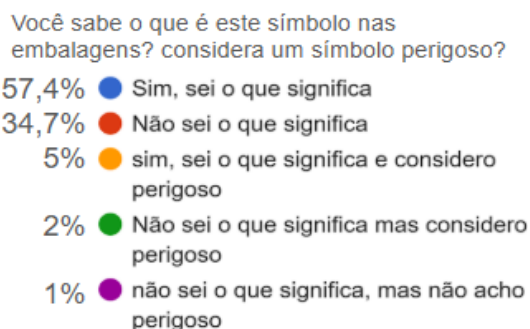 Você sabe o que é este símbolo nas
embalagens? considera um símbolo perigoso?
57,4% Sim, sei o que significa
34,7% Não sei o que significa
5% sim, sei o que significa e considero
perigoso
2% Não sei o que significa mas considero
perigoso
1% não sei o que significa, mas não acho
perigoso